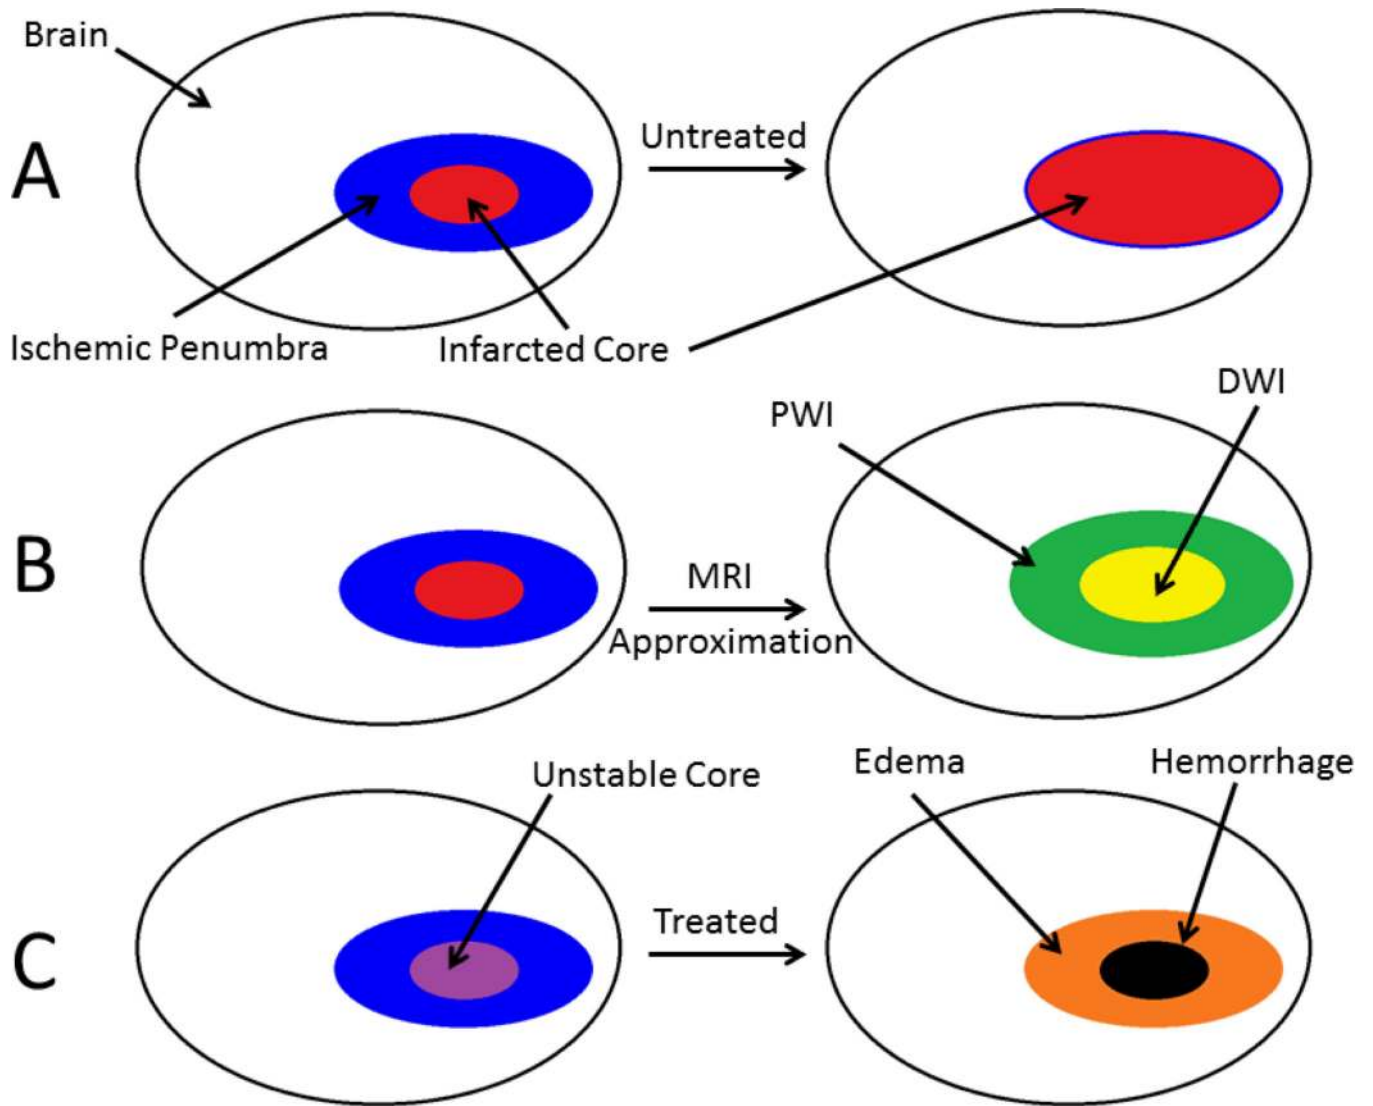 Brain
A
Untreated
Ischemic Penumbra
Infarcted Core
DWI
PWI
B
MRI
Approximation
Unstable Core
Edema
Hemorrhage
C
Treated